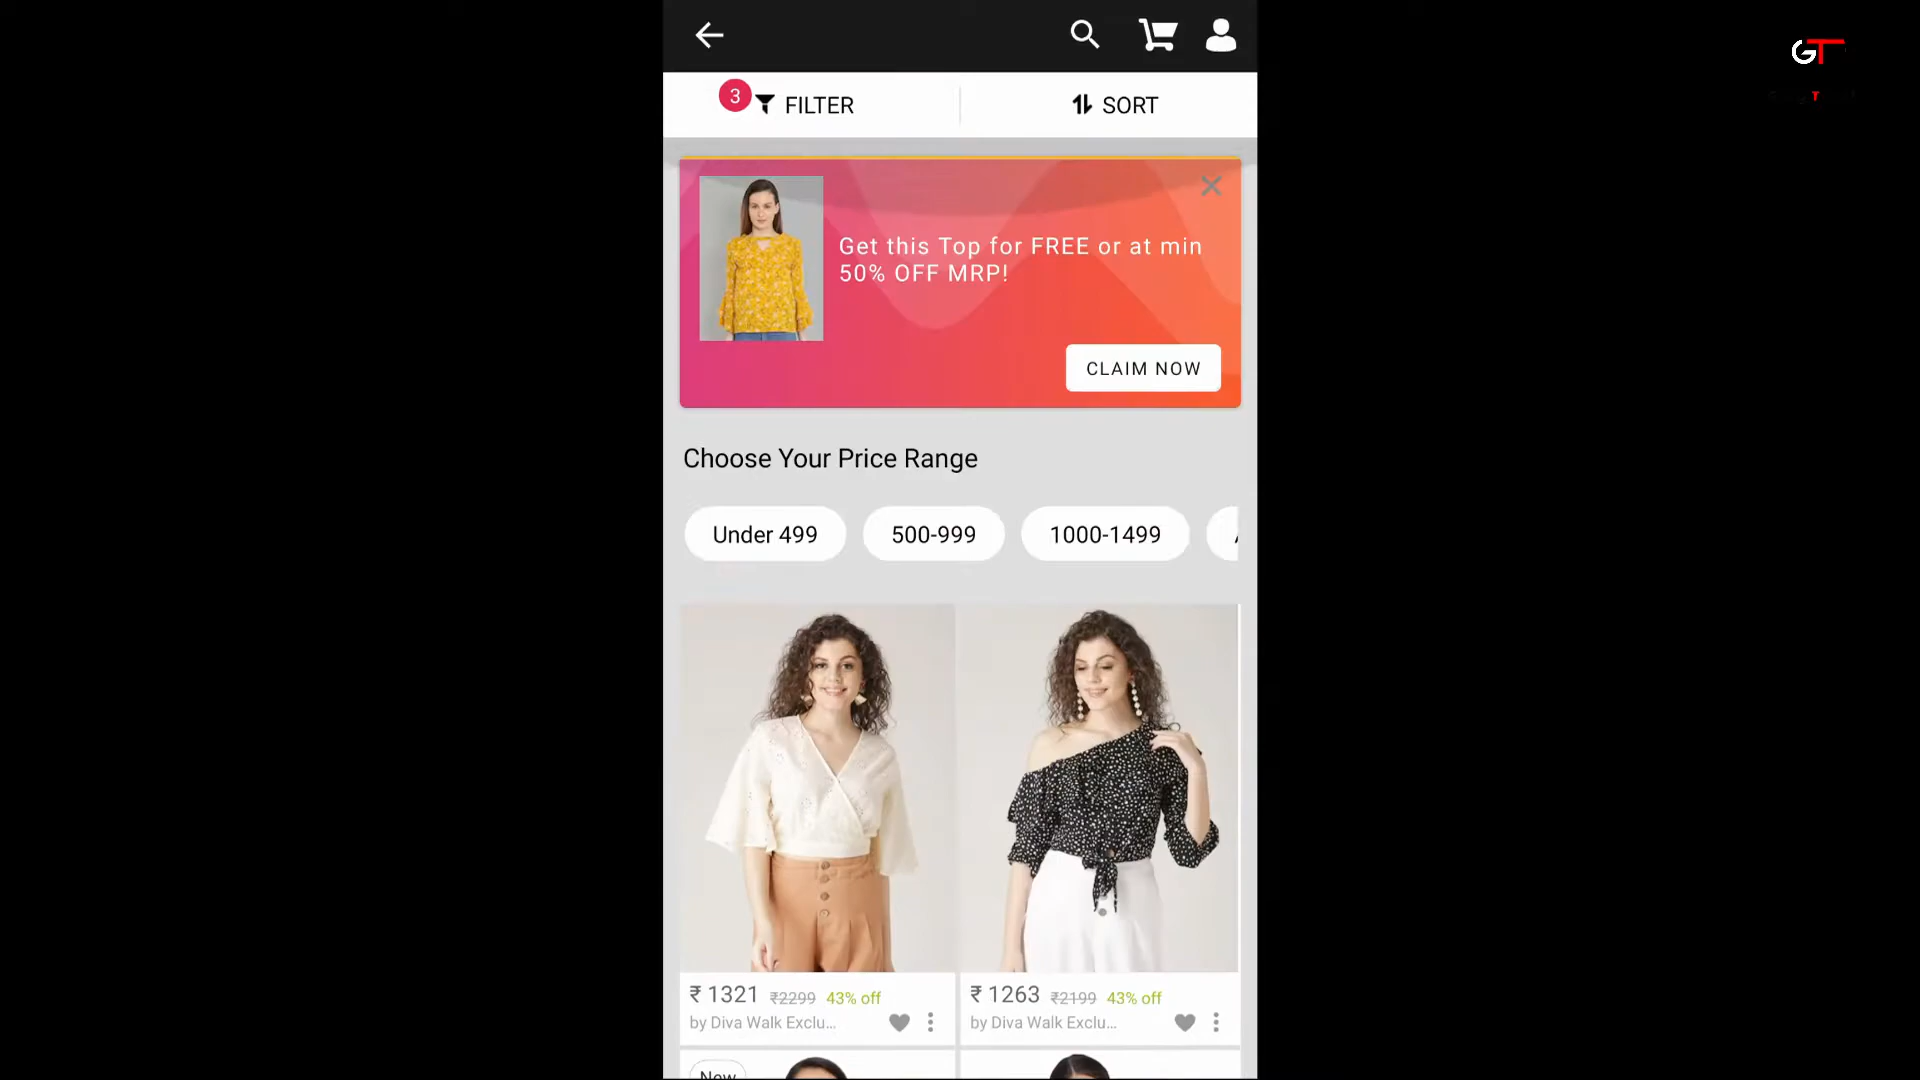 GT
3 FILTER
SORT
Get this Top for FREE or at min
50% OFF MRP!
CLAIM NOW
Choose Your Price Range
Under 499
500-999
1000-1499
₹ 1321 ₹2299 43% off
by Diva Walk Exclu...
₹ 1263 ₹2199 43% off
by Diva Walk Exclu...
New